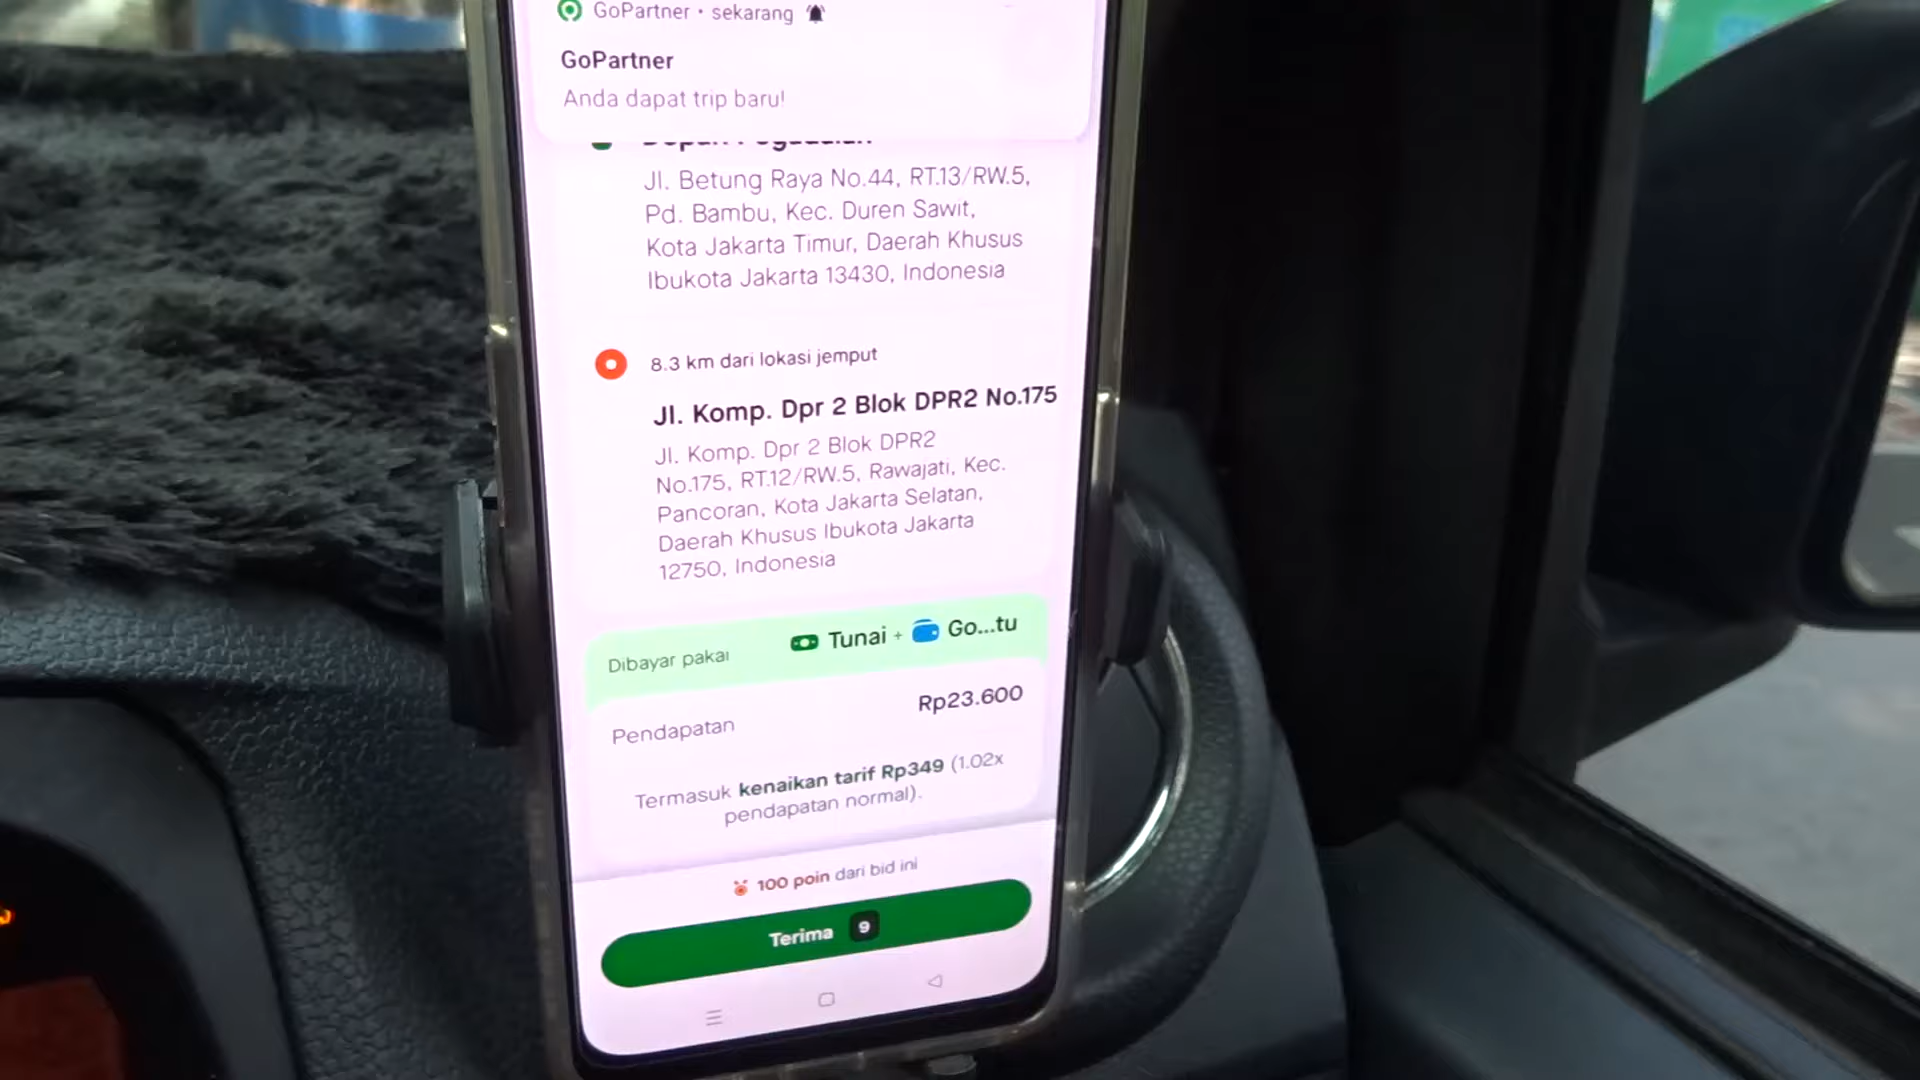 GoPartner • sekarang
GoPartner
Anda dapat trip baru!
Jl. Betung Raya No.44, RT.13/RW.5,
Pd. Bambu, Kec. Duren Sawit,
Kota Jakarta Timur, Daerah Khusus
Ibukota Jakarta 13430, Indonesia
8.3 km dari lokasi jemput
Jl. Komp. Dpr 2 Blok DPR2 No.175
Jl. Komp. Dpr 2 Blok DPR2
No.175, RT.12/RW.5, Rawajati, Kec.
Pancoran, Kota Jakarta Selatan,
Daerah Khusus Ibukota Jakarta
12750, Indonesia
Dibayar pakai Tunai + Go...tu
Pendapatan Rp23.600
Termasuk kenaikan tarif Rp349 (1.02x
pendapatan normal).
100 poin dari bid ini
Terima 9